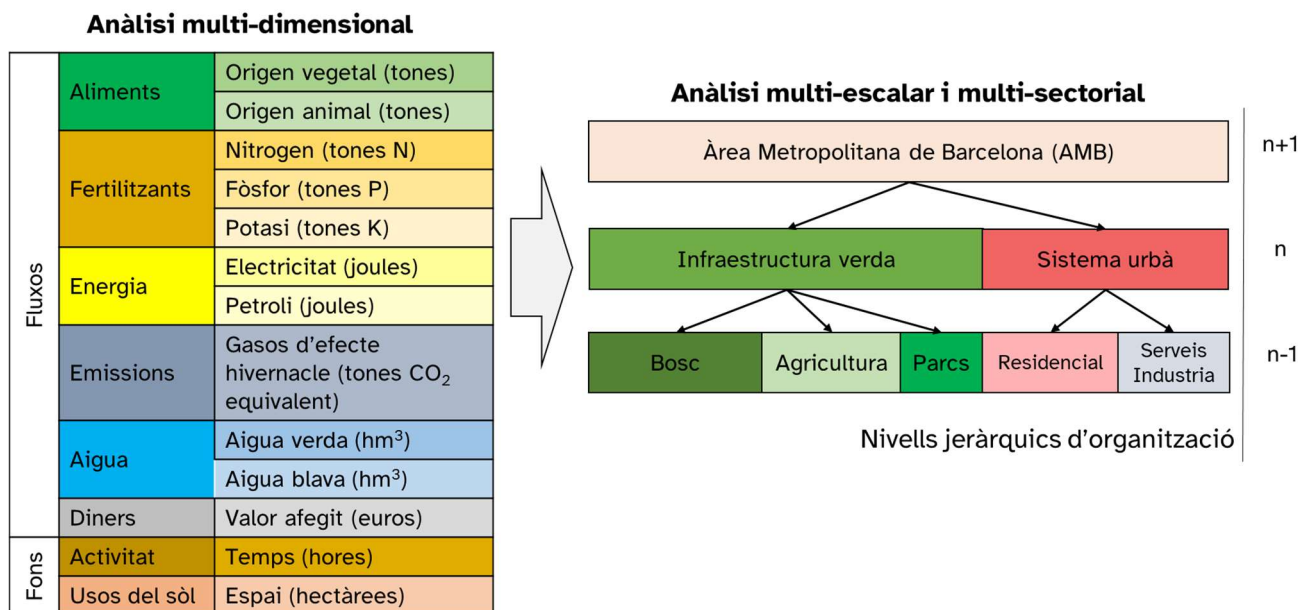 Anàlisi multi-dimensional
Fluxos
Aliments
Origen vegetal (tones)
Origen animal (tones)
Fertilitzants
Nitrogen (tones N)
Fòsfor (tones P)
Potasi (tones K)
Energia
Electricitat (joules)
Petroli (joules)
Emissions
Gasos d’efecte
hivernacle (tones CO₂
equivalent)
Aigua
Aigua verda (hm³)
Aigua blava (hm³)
Diners
Valor afegit (euros)
Fons
Activitat
Temps (hores)
Usos del sòl
Espai (hectàrees)
Anàlisi multi-escalar i multi-sectorial
Àrea Metropolitana de Barcelona (AMB)
n+1
Infraestructura verda
Sistema urbà
n
Bosc
Agricultura
Parcs
Residencial
Serveis
Industria
n-1
Nivells jeràrquics d’organització